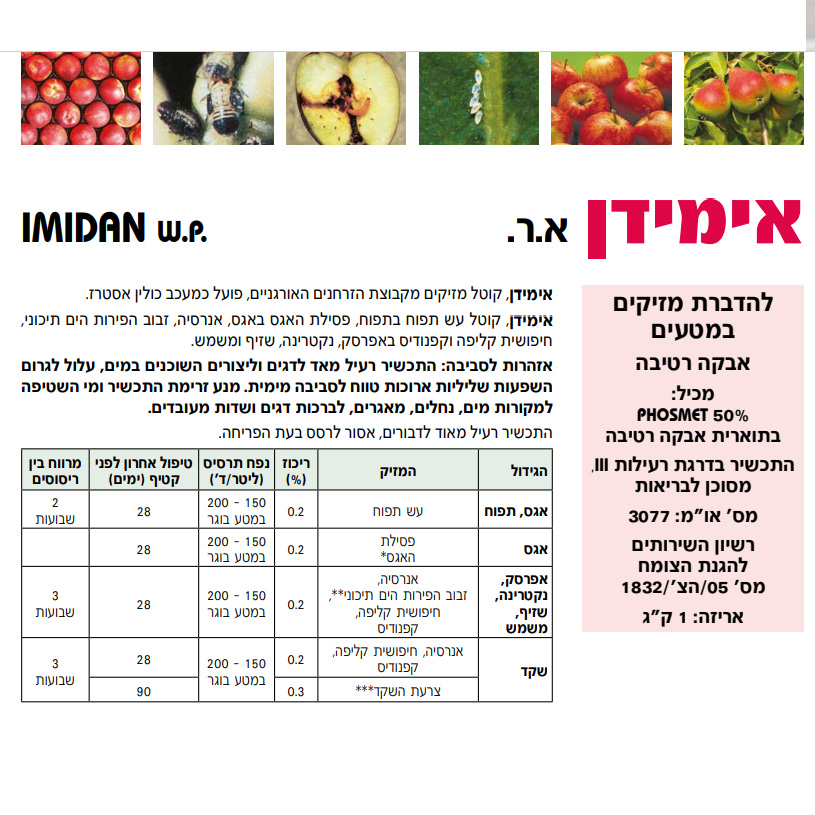 אימידן א.ר. IMIDAN W.P.
להדברת מזיקים
במטעים
אבקה רטיבה
מכיל:
PHOSMET 50%
בתוארית אבקה רטיבה
התכשיר בדרגת רעילות III,
מסוכן לבריאות
מס׳ או״מ: 3077
רשיון השירותים
להגנת הצומח
מס׳ 05/הצ׳/1832
אריזה: 1 ק״ג
אימידן, קוטל מזיקים מקבוצת הזרחנים האורגניים, פועל כמעכב כולין אסטרז.
אימידן, קוטל עש תפוח בתפוח, פסילת האגס באגס, אנרסיה, זבוב הפירות הים תיכוני,
חיפושית קליפה וקפנודיס באפרסק, נקטרינה, שזיף ומשמש.
אזהרות לסביבה: התכשיר רעיל מאד לדגים וליצורים השוכנים במים, עלול לגרום
השפעות שליליות ארוכות טווח לסביבה מימית. מנע זרימת התכשיר ומי השטיפה
למקורות מים, נחלים, מאגרים, לברכות דגים ושדות מעובדים.
התכשיר רעיל מאוד לדבורים, אסור לרסס בעת הפריחה.
הגידול המזיק ריכוז (%) נפח תרסיס (ליטר/ד׳) טיפול אחרון לפני קטיף (ימים) מרווח בין ריסוסים
אגס, תפוח עש תפוח 0.2 150 - 200 במטע בוגר 28 2 שבועות
אגס פסילת האגס* 0.2 150 - 200 במטע בוגר 28
אפרסק, נקטרינה, שזיף, משמש אנרסיה, זבוב הפירות הים תיכוני**, חיפושית קליפה, קפנודיס 0.2 150 - 200 במטע בוגר 28 3 שבועות
שקד אנרסיה, חיפושית קליפה, קפנודיס 0.2 150 - 200 במטע בוגר 28 3 שבועות
צרעת השקד*** 0.3 90